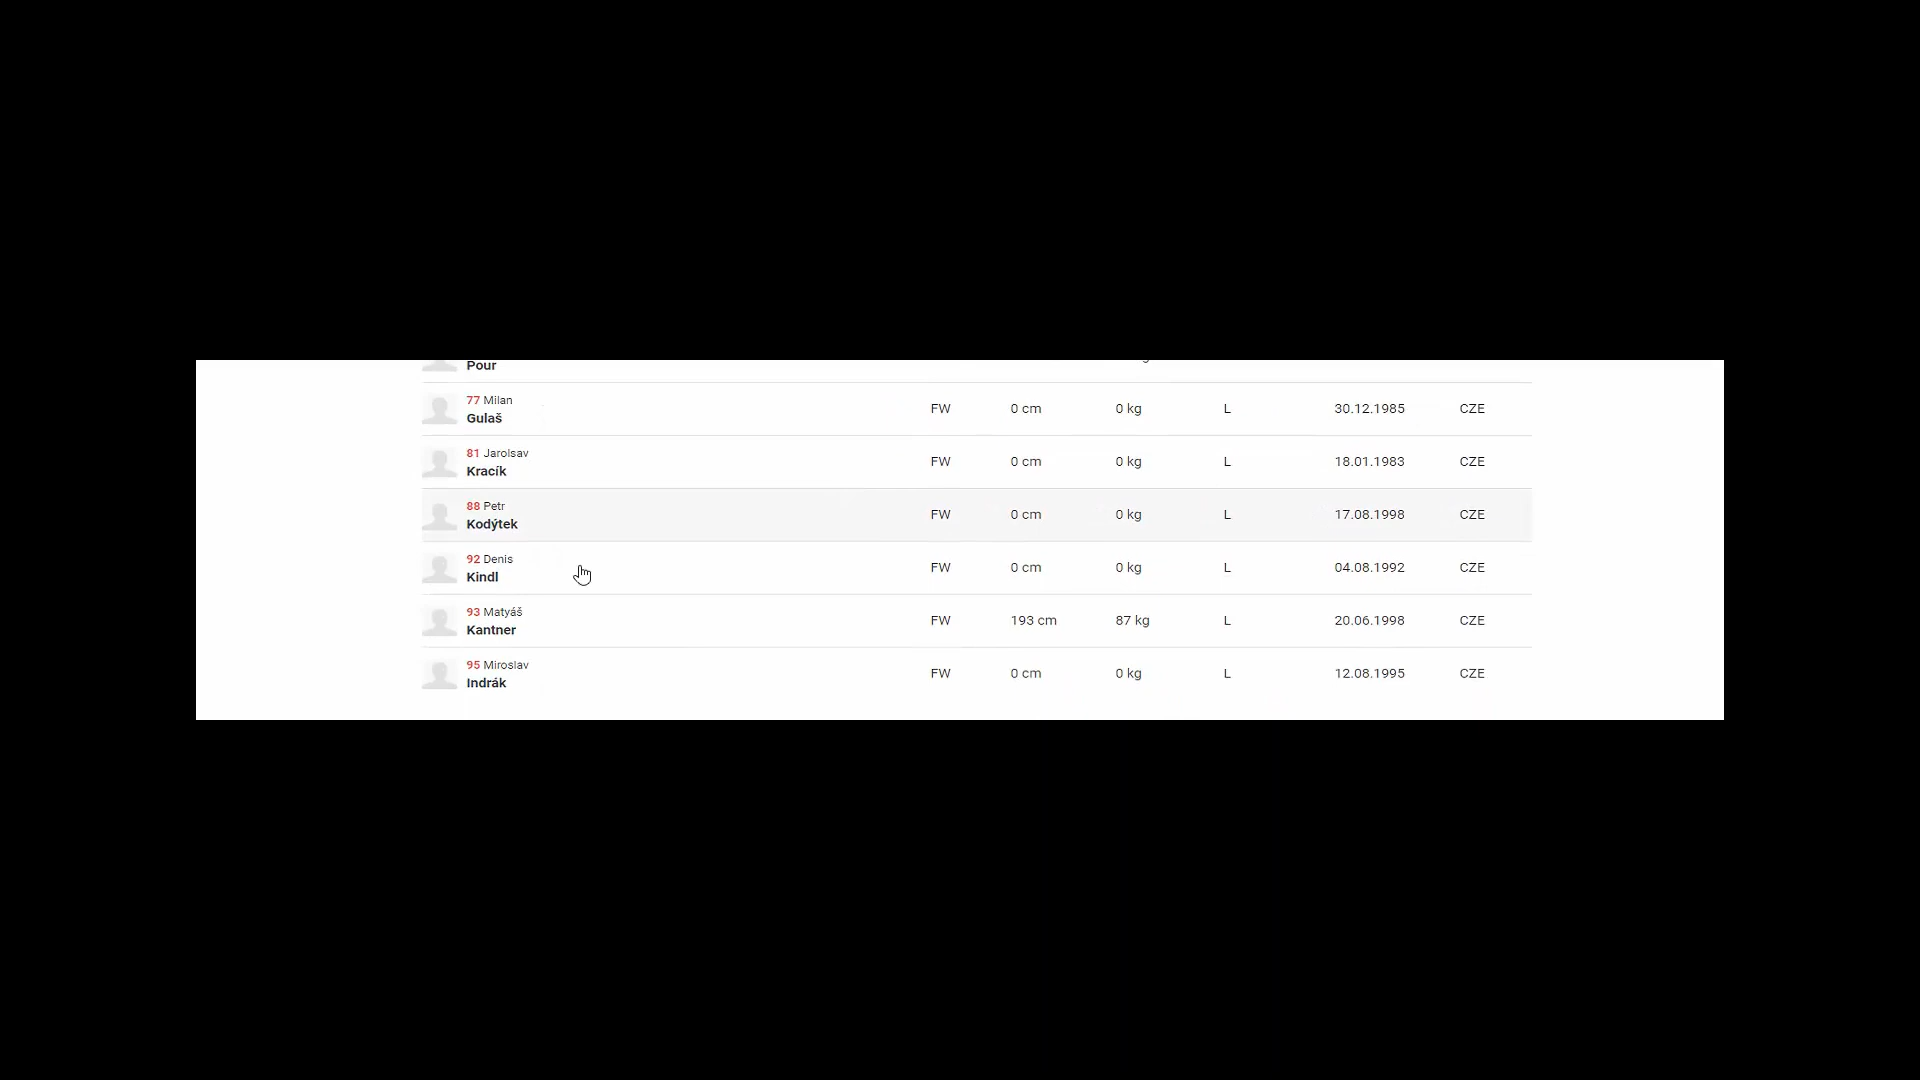 Pour
77 Milan
Gulaš FW 0 cm 0 kg L 30.12.1985 CZE
81 Jarolsav
Kracík FW 0 cm 0 kg L 18.01.1983 CZE
88 Petr
Kodýtek FW 0 cm 0 kg L 17.08.1998 CZE
92 Denis
Kindl FW 0 cm 0 kg L 04.08.1992 CZE
93 Matyáš
Kantner FW 193 cm 87 kg L 20.06.1998 CZE
95 Miroslav
Indrák FW 0 cm 0 kg L 12.08.1995 CZE